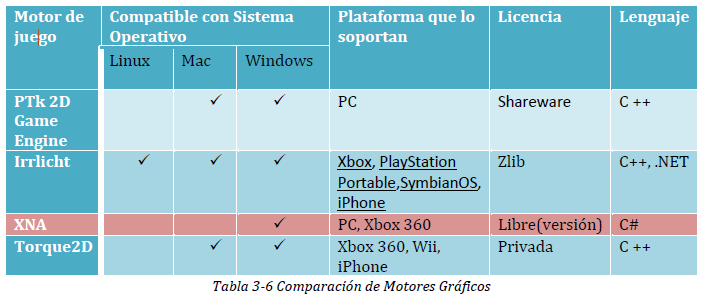 Motor de juego | Compatible con Sistema Operativo | Plataforma que lo soportan | Licencia | Lenguaje
Linux | Mac | Windows
PTk 2D Game Engine | | ✓ | ✓ | PC | Shareware | C ++
Irrlicht | ✓ | ✓ | ✓ | Xbox, PlayStation Portable,SymbianOS, iPhone | Zlib | C++, .NET
XNA | | | ✓ | PC, Xbox 360 | Libre(versión) | C#
Torque2D | | ✓ | ✓ | Xbox 360, Wii, iPhone | Privada | C ++
Tabla 3-6 Comparación de Motores Gráficos